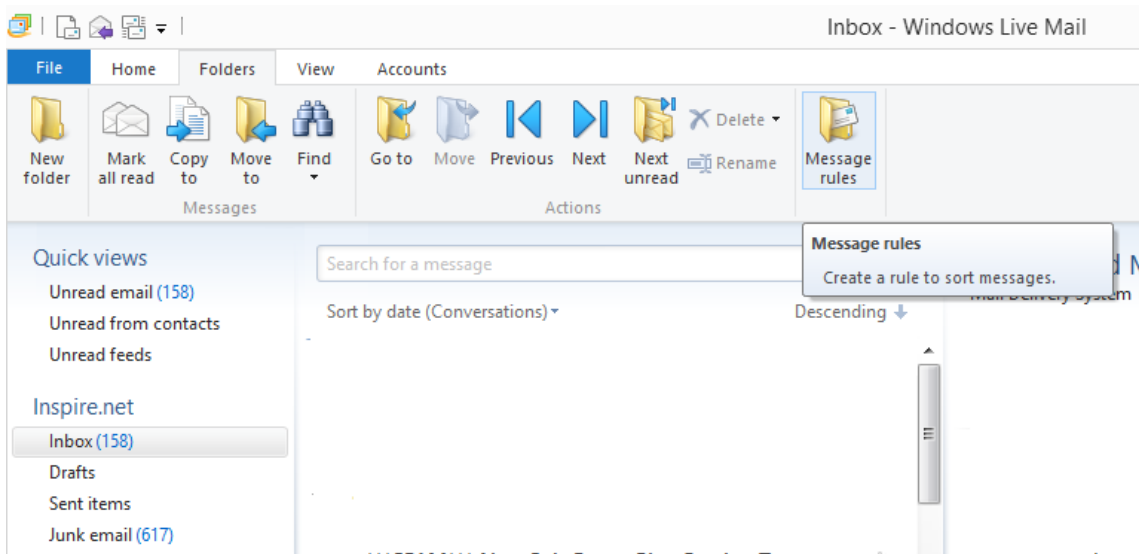 Inbox - Windows Live Mail
File Home Folders View Accounts
New folder
Mark all read
Copy to
Move to
Find
Go to
Move
Previous
Next
Next unread
Delete
Rename
Message rules
Messages
Actions
Message rules
Create a rule to sort messages.
Quick views
Unread email (158)
Unread from contacts
Unread feeds
Search for a message
Mail Delivery System
Sort by date (Conversations)
Descending
Inspire.net
Inbox (158)
Drafts
Sent items
Junk email (617)